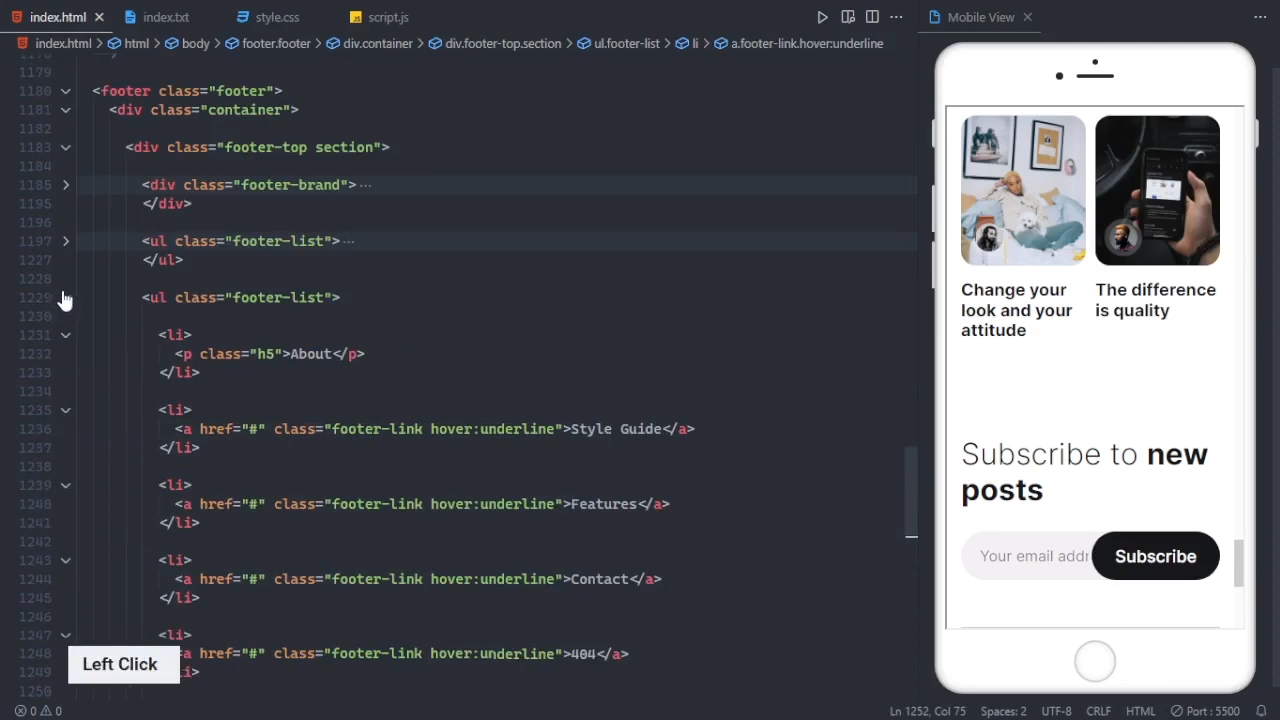 index.html
index.txt
style.css
script.js
Mobile View
index.html > html > body > footer.footer > div.container > div.footer-top.section > ul.footer-list > li > a.footer-link.hover:underline
1179
1180 <footer class="footer">
1181 <div class="container">
1182
1183 <div class="footer-top section">
1184
1185 <div class="footer-brand"> ···
1195 </div>
1196
1197 <ul class="footer-list"> ···
1227 </ul>
1228
1229 <ul class="footer-list">
1230
1231 <li>
1232 <p class="h5">About</p>
1233 </li>
1234
1235 <li>
1236 <a href="#" class="footer-link hover:underline">Style Guide</a>
1237 </li>
1238
1239 <li>
1240 <a href="#" class="footer-link hover:underline">Features</a>
1241 </li>
1242
1243 <li>
1244 <a href="#" class="footer-link hover:underline">Contact</a>
1245 </li>
1246
1247 <li>
1248 a href="#" class="footer-link hover:underline">404</a>
1249 li>
1250
Left Click
Change your
look and your
attitude
The difference
is quality
Subscribe to new
posts
Your email addr
Subscribe
0 0
Ln 1252, Col 75
Spaces: 2
UTF-8
CRLF
HTML
Port : 5500